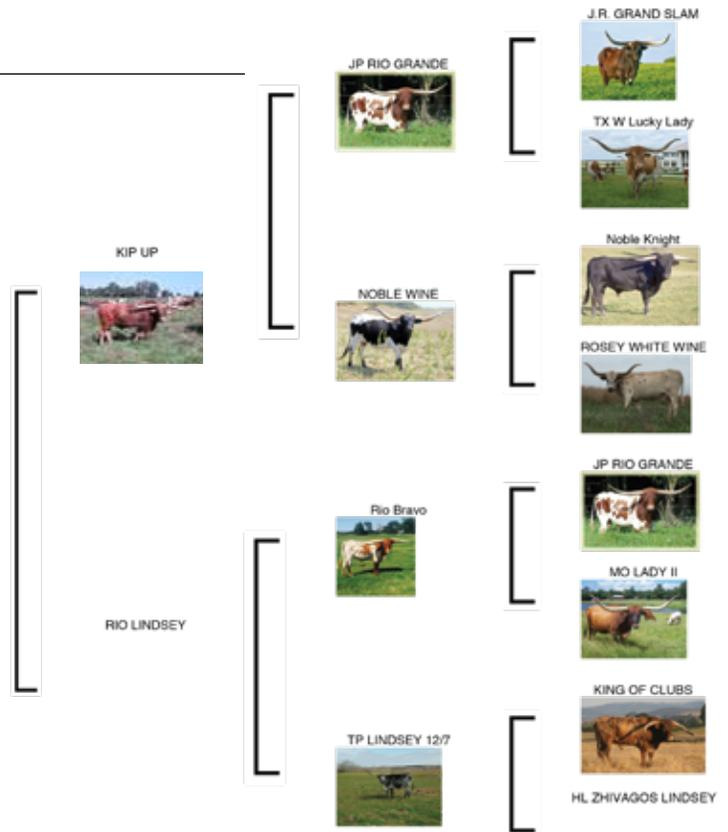 J.R. GRAND SLAM
JP RIO GRANDE
TX W Lucky Lady
KIP UP
Noble Knight
NOBLE WINE
ROSEY WHITE WINE
JP RIO GRANDE
Rio Bravo
MO LADY II
RIO LINDSEY
KING OF CLUBS
TP LINDSEY 12/7
HL ZHIVAGOS LINDSEY